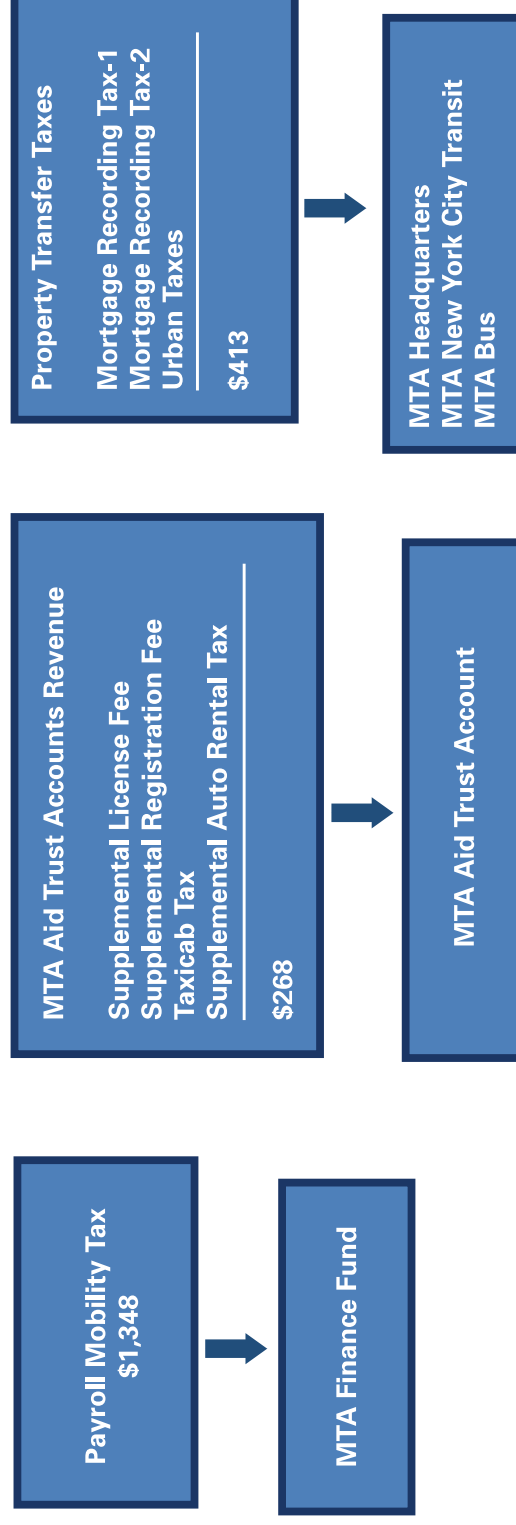 Payroll Mobility Tax
$1,348
MTA Finance Fund
MTA Aid Trust Accounts Revenue
Supplemental License Fee
Supplemental Registration Fee
Taxicab Tax
Supplemental Auto Rental Tax
$268
MTA Aid Trust Account
Property Transfer Taxes
Mortgage Recording Tax-1
Mortgage Recording Tax-2
Urban Taxes
$413
MTA Headquarters
MTA New York City Transit
MTA Bus